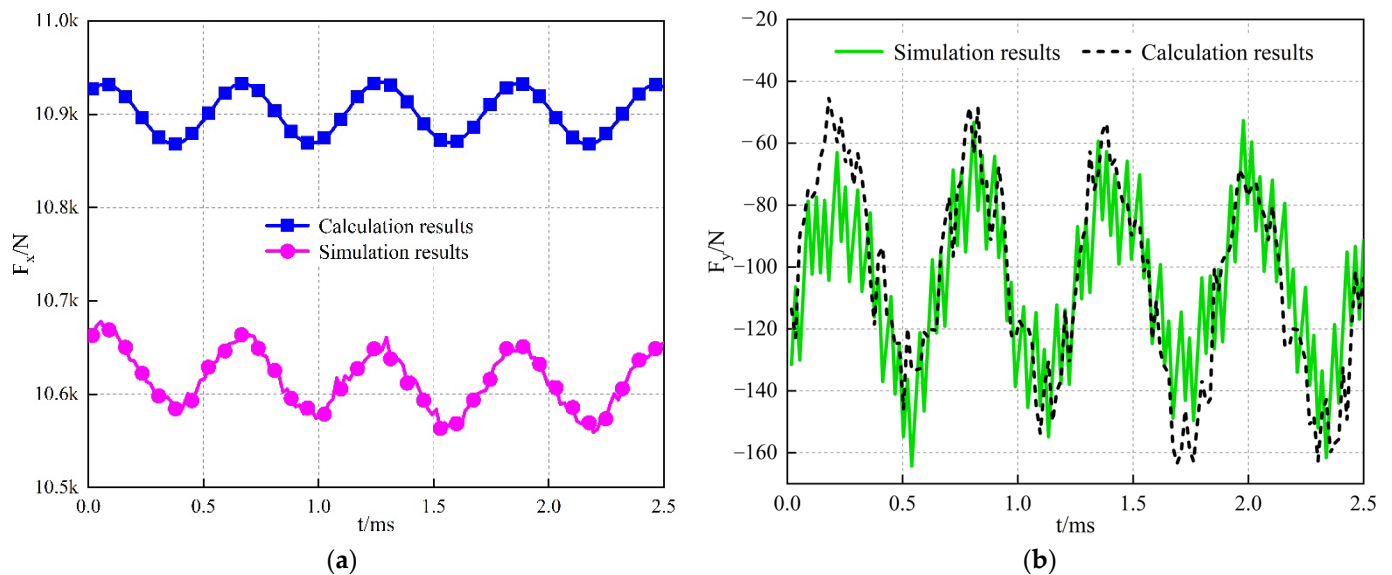 11.0k
10.9k
10.8k
10.7k
10.6k
10.5k
Fx/N
Calculation results
Simulation results
0.0 0.5 1.0 1.5 2.0 2.5
t/ms
(a)
−20
−40
−60
−80
−100
−120
−140
−160
Fy/N
Simulation results Calculation results
0.0 0.5 1.0 1.5 2.0 2.5
t/ms
(b)